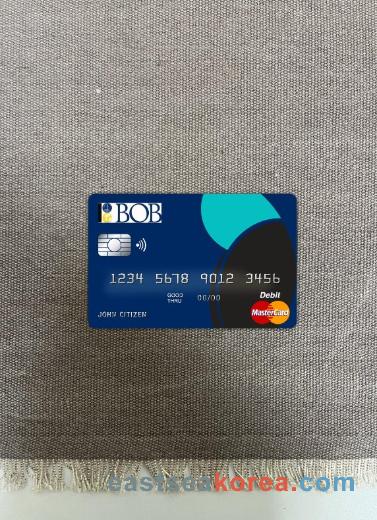 BOB
1234 5678 9012 3456
GOOD THRU 00/00
Debit
JOHN CITIZEN
MasterCard
eastseakorea.com